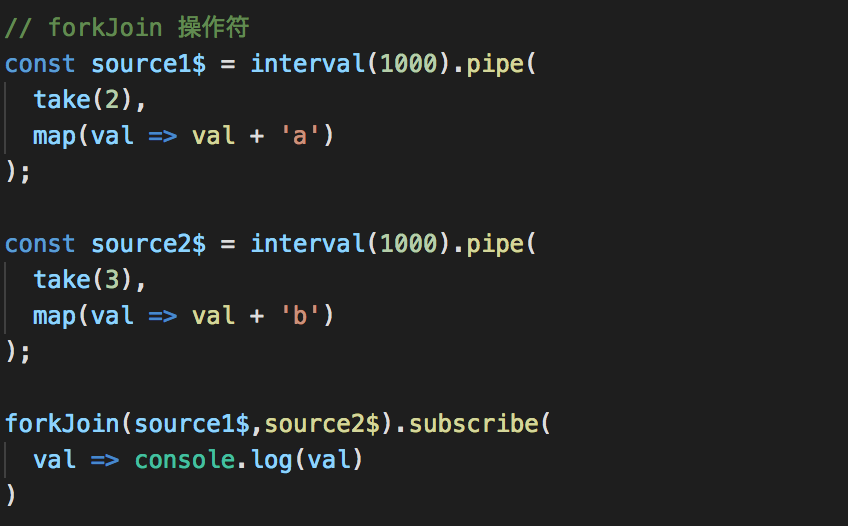 // forkJoin 操作符
const source1$ = interval(1000).pipe(
  take(2),
  map(val => val + 'a')
);

const source2$ = interval(1000).pipe(
  take(3),
  map(val => val + 'b')
);

forkJoin(source1$,source2$).subscribe(
  val => console.log(val)
)